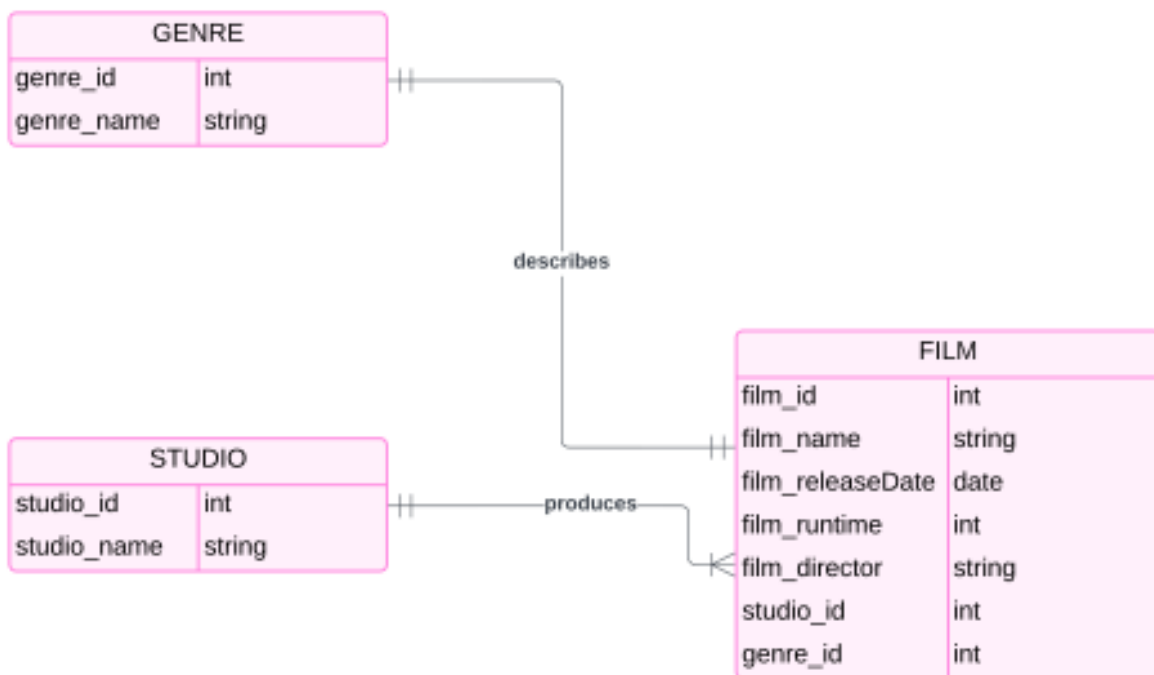 GENRE
genre_id int
genre_name string
describes
FILM
film_id int
film_name string
film_releaseDate date
film_runtime int
film_director string
studio_id int
genre_id int
STUDIO
studio_id int
studio_name string
produces